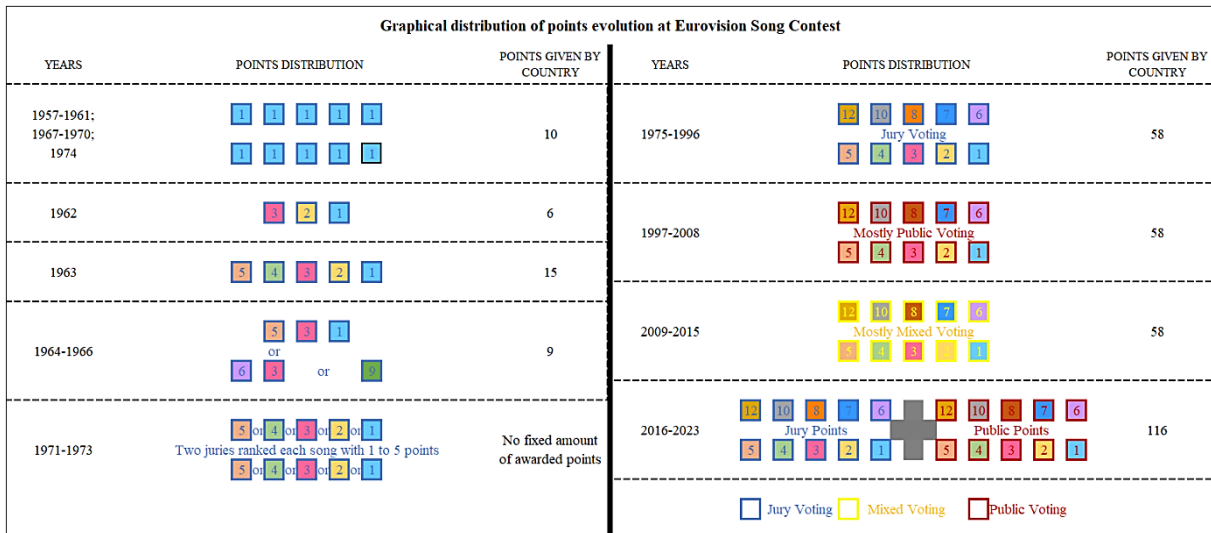 Graphical distribution of points evolution at Eurovision Song Contest
YEARS POINTS DISTRIBUTION POINTS GIVEN BY
COUNTRY
1957-1961;
1967-1970;
1974
1 1 1 1 1
1 1 1 1 1
10
1962
3 2 1
6
1963
5 4 3 2 1
15
1964-1966
5 3 1
or
6 3 or 9
9
1971-1973
5 or 4 or 3 or 2 or 1
Two juries ranked each song with 1 to 5 points
5 or 4 or 3 or 2 or 1
No fixed amount
of awarded points
YEARS POINTS DISTRIBUTION POINTS GIVEN BY
COUNTRY
1975-1996
12 10 8 7 6
Jury Voting
5 4 3 2 1
58
1997-2008
12 10 8 7 6
Mostly Public Voting
5 4 3 2 1
58
2009-2015
12 10 8 7 6
Mostly Mixed Voting
5 4 3 2 1
58
2016-2023
12 10 8 7 6 12 10 8 7 6
Jury Points Public Points
5 4 3 2 1 5 4 3 2 1
116
Jury Voting Mixed Voting Public Voting